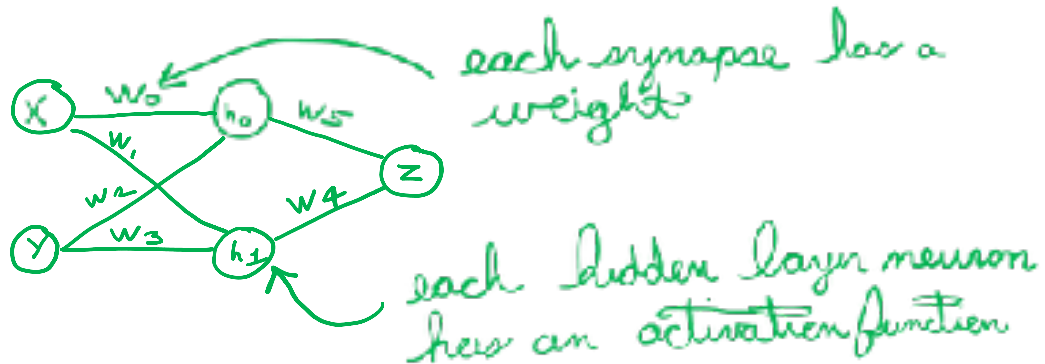 each synapse has a
weight
X
W0
h0
W5
W1
Z
W2
W4
Y
W3
h1
each hidden layer neuron
has an activation function